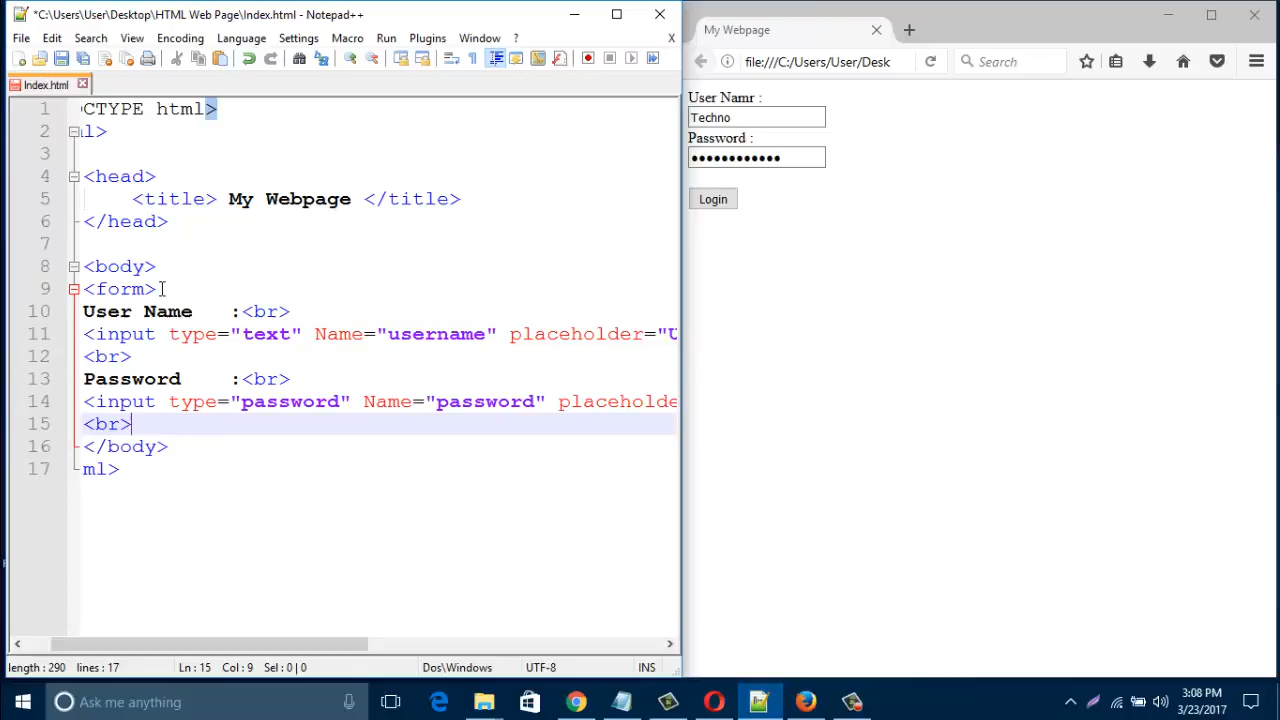 *C:\Users\User\Desktop\HTML Web Page\Index.html - Notepad++
File Edit Search View Encoding Language Settings Macro Run Plugins Window ? X
Index.html
1 CTYPE html>
2 l>
3
4 <head>
5 <title> My Webpage </title>
6 </head>
7
8 <body>
9 <form>
10 User Name :<br>
11 <input type="text" Name="username" placeholder="U
12 <br>
13 Password :<br>
14 <input type="password" Name="password" placeholde
15 <br>
16 </body>
17 ml>
length : 290 lines : 17 Ln : 15 Col : 9 Sel : 0 | 0 Dos\Windows UTF-8 INS
My Webpage
file:///C:/Users/User/Desk
Search
User Namr :
Techno
Password :
••••••••••••
Login
Ask me anything
3:08 PM
3/23/2017